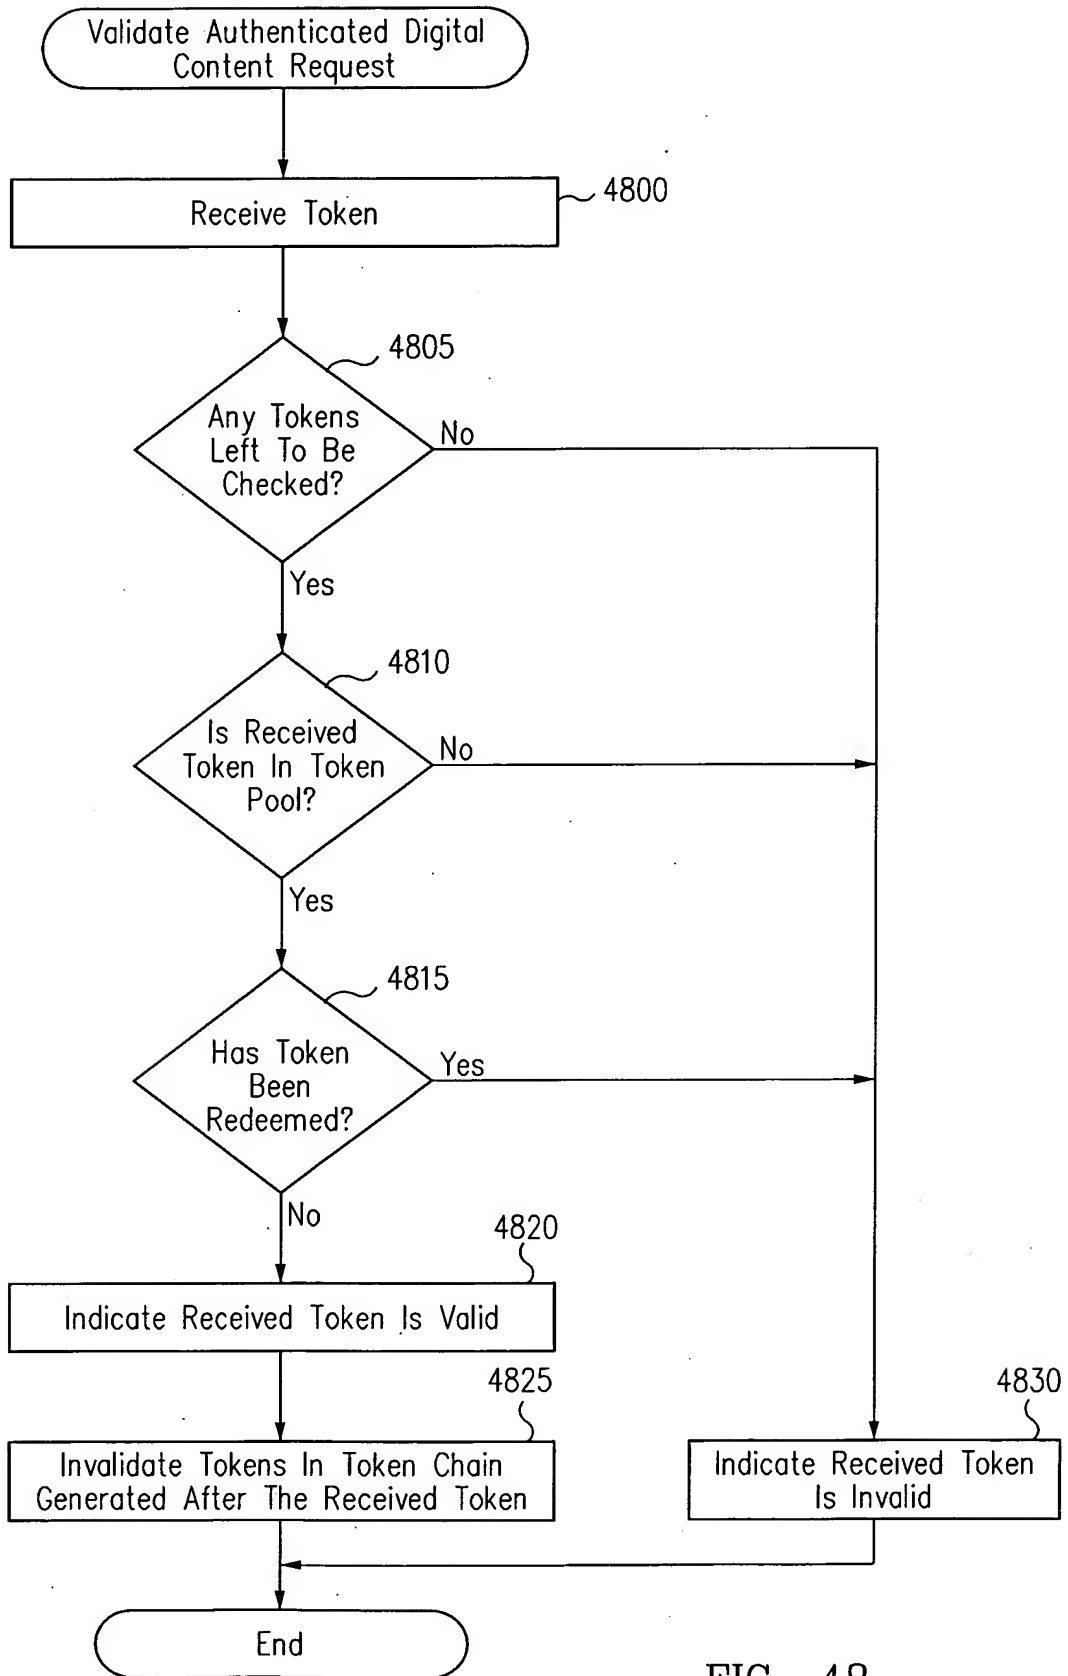 Validate Authenticated Digital
Content Request
Receive Token
4800
4805
Any Tokens
Left To Be
Checked?
No
Yes
4810
Is Received
Token In Token
Pool?
No
Yes
4815
Has Token
Been
Redeemed?
Yes
No
4820
Indicate Received Token Is Valid
4825
Invalidate Tokens In Token Chain
Generated After The Received Token
4830
Indicate Received Token
Is Invalid
End
FIG. 48